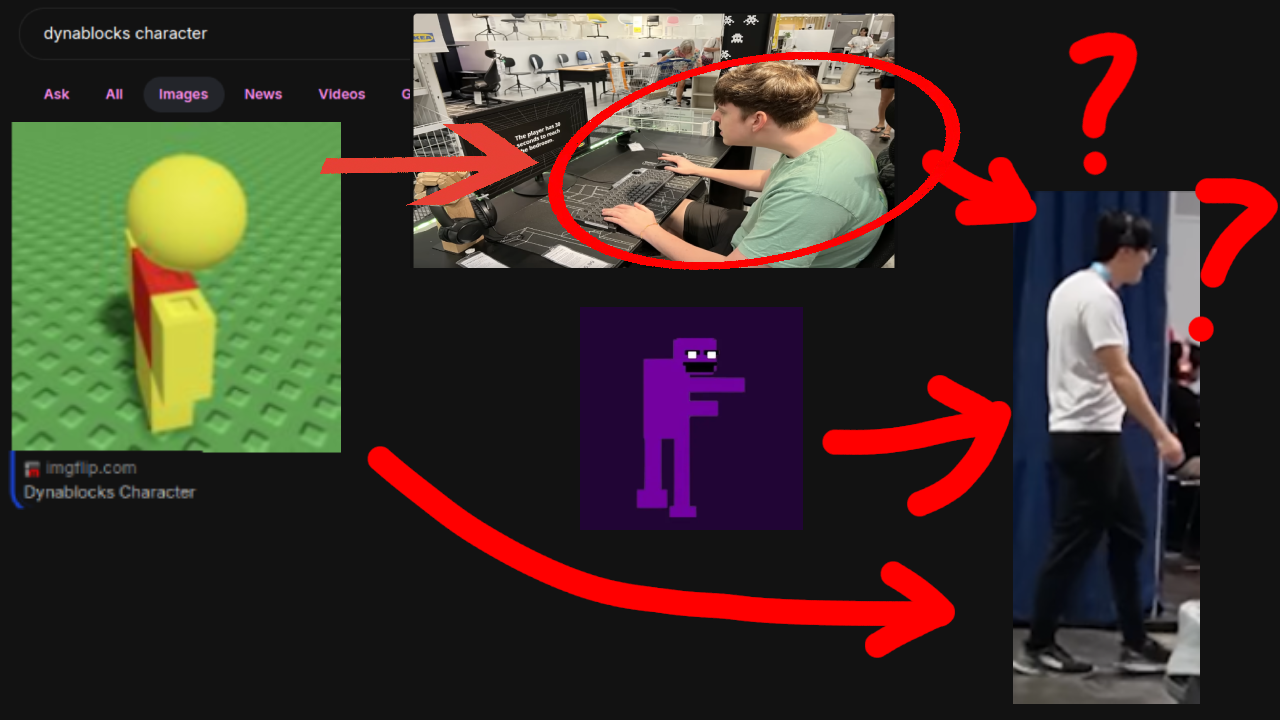 dynablocks character
Ask All Images News Videos G
IKEA
The player has 30
seconds to reach
the bedroom.
?
?
imgflip.com
Dynablocks Character